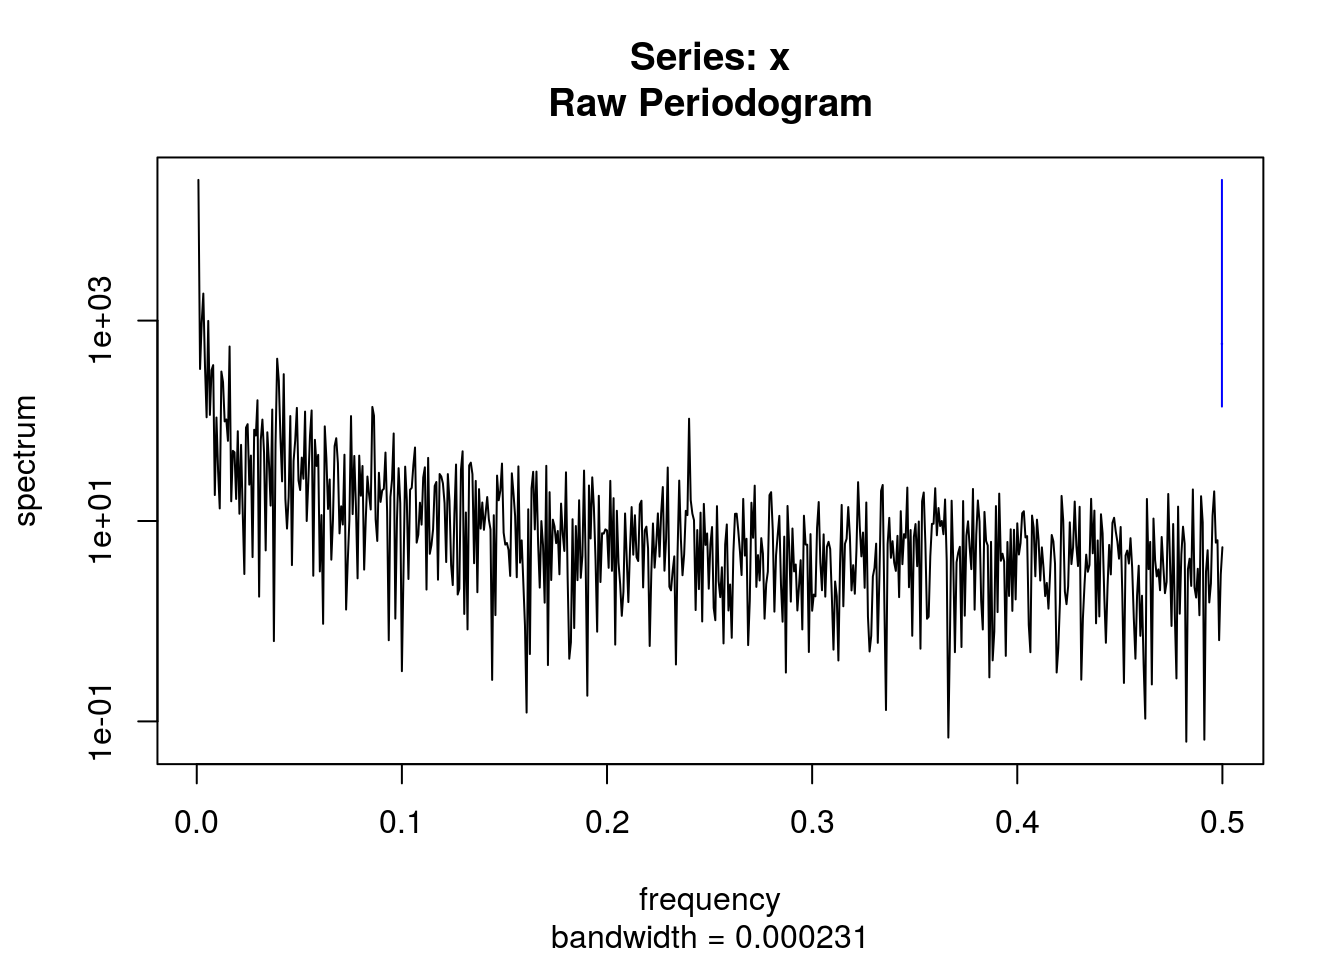 Series: x
Raw Periodogram
spectrum
1e+03
1e+01
1e-01
0.0 0.1 0.2 0.3 0.4 0.5
frequency
bandwidth = 0.000231